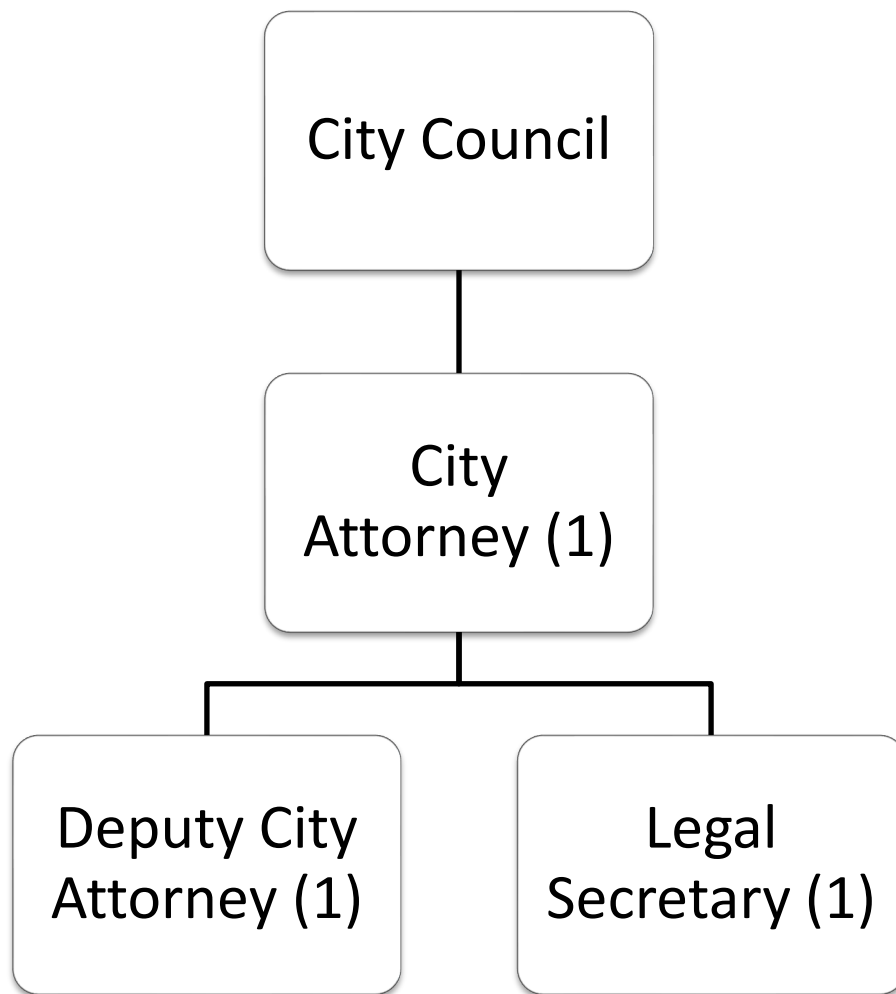 City Council
City
Attorney (1)
Deputy City
Attorney (1)
Legal
Secretary (1)